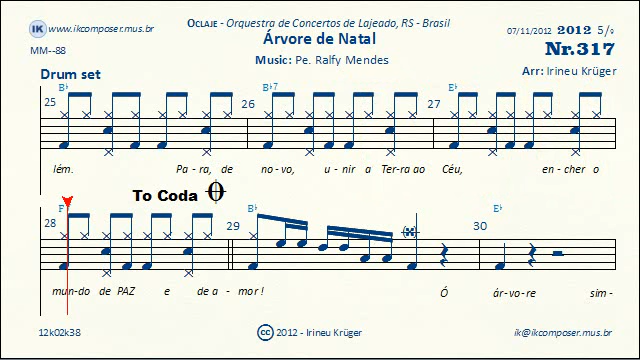 IK www.ikcomposer.mus.br
OCLAJE - Orquestra de Concertos de Lajeado, RS - Brasil
07/11/2012 2012 5/9
MM--88
Árvore de Natal
Nr.317
Music: Pe. Ralfy Mendes
Drum set
Arr: Irineu Krüger
25 B♭ 26 B♭7 27 E♭
lém. Pa - ra, de no - vo, u - nir a Ter - ra ao Céu, en - cher o
To Coda
28 F 29 B♭ 30 E♭
mun - do de PAZ e de a - mor ! Ó ár - vo - re sim -
12k02k38
cc 2012 - Irineu Krüger
ik@ikcomposer.mus.br